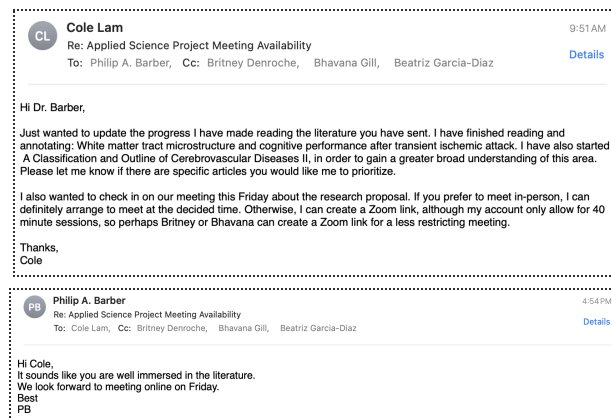 CL
Cole Lam
9:51 AM
Re: Applied Science Project Meeting Availability
Details
To: Philip A. Barber, Cc: Britney Denroche, Bhavana Gill, Beatriz Garcia-Diaz
Hi Dr. Barber,
Just wanted to update the progress I have made reading the literature you have sent. I have finished reading and
annotating: White matter tract microstructure and cognitive performance after transient ischemic attack. I have also started
A Classification and Outline of Cerebrovascular Diseases II, in order to gain a greater broad understanding of this area.
Please let me know if there are specific articles you would like me to prioritize.
I also wanted to check in on our meeting this Friday about the research proposal. If you prefer to meet in-person, I can
definitely arrange to meet at the decided time. Otherwise, I can create a Zoom link, although my account only allow for 40
minute sessions, so perhaps Britney or Bhavana can create a Zoom link for a less restricting meeting.
Thanks,
Cole
PB
Philip A. Barber
4:54 PM
Re: Applied Science Project Meeting Availability
Details
To: Cole Lam, Cc: Britney Denroche, Bhavana Gill, Beatriz Garcia-Diaz
Hi Cole,
It sounds like you are well immersed in the literature.
We look forward to meeting online on Friday.
Best
PB